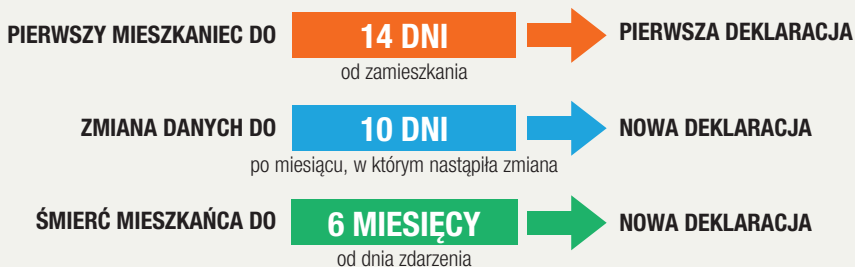 PIERWSZY MIESZKANIEC DO 14 DNI PIERWSZA DEKLARACJA
od zamieszkania
ZMIANA DANYCH DO 10 DNI NOWA DEKLARACJA
po miesiącu, w którym nastąpiła zmiana
ŚMIERĆ MIESZKAŃCA DO 6 MIESIĘCY NOWA DEKLARACJA
od dnia zdarzenia